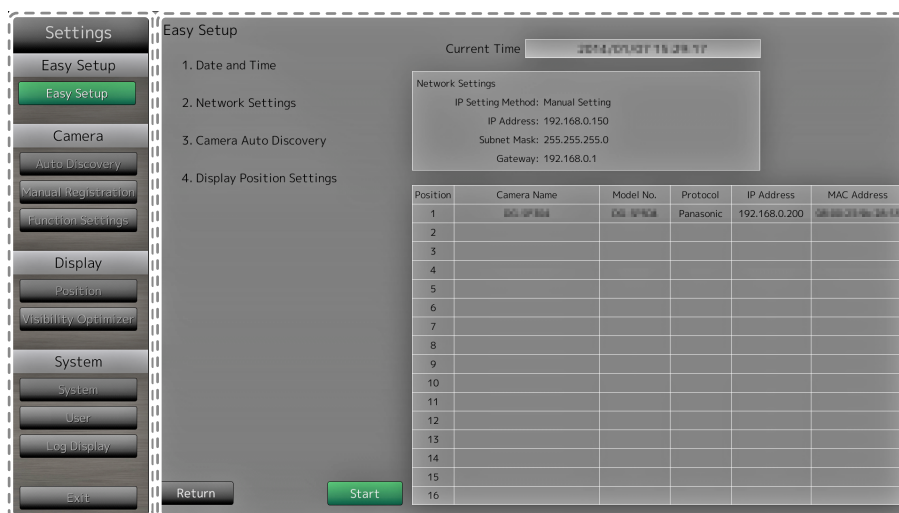 Settings
Easy Setup
Easy Setup
Camera
Auto Discovery
Manual Registration
Function Settings
Display
Position
Visibility Optimizer
System
System
User
Log Display
Exit
Easy Setup
1. Date and Time
2. Network Settings
3. Camera Auto Discovery
4. Display Position Settings
Return
Start
Current Time
Network Settings
IP Setting Method: Manual Setting
IP Address: 192.168.0.150
Subnet Mask: 255.255.255.0
Gateway: 192.168.0.1
Position Camera Name Model No. Protocol IP Address MAC Address
1 Panasonic 192.168.0.200
2
3
4
5
6
7
8
9
10
11
12
13
14
15
16